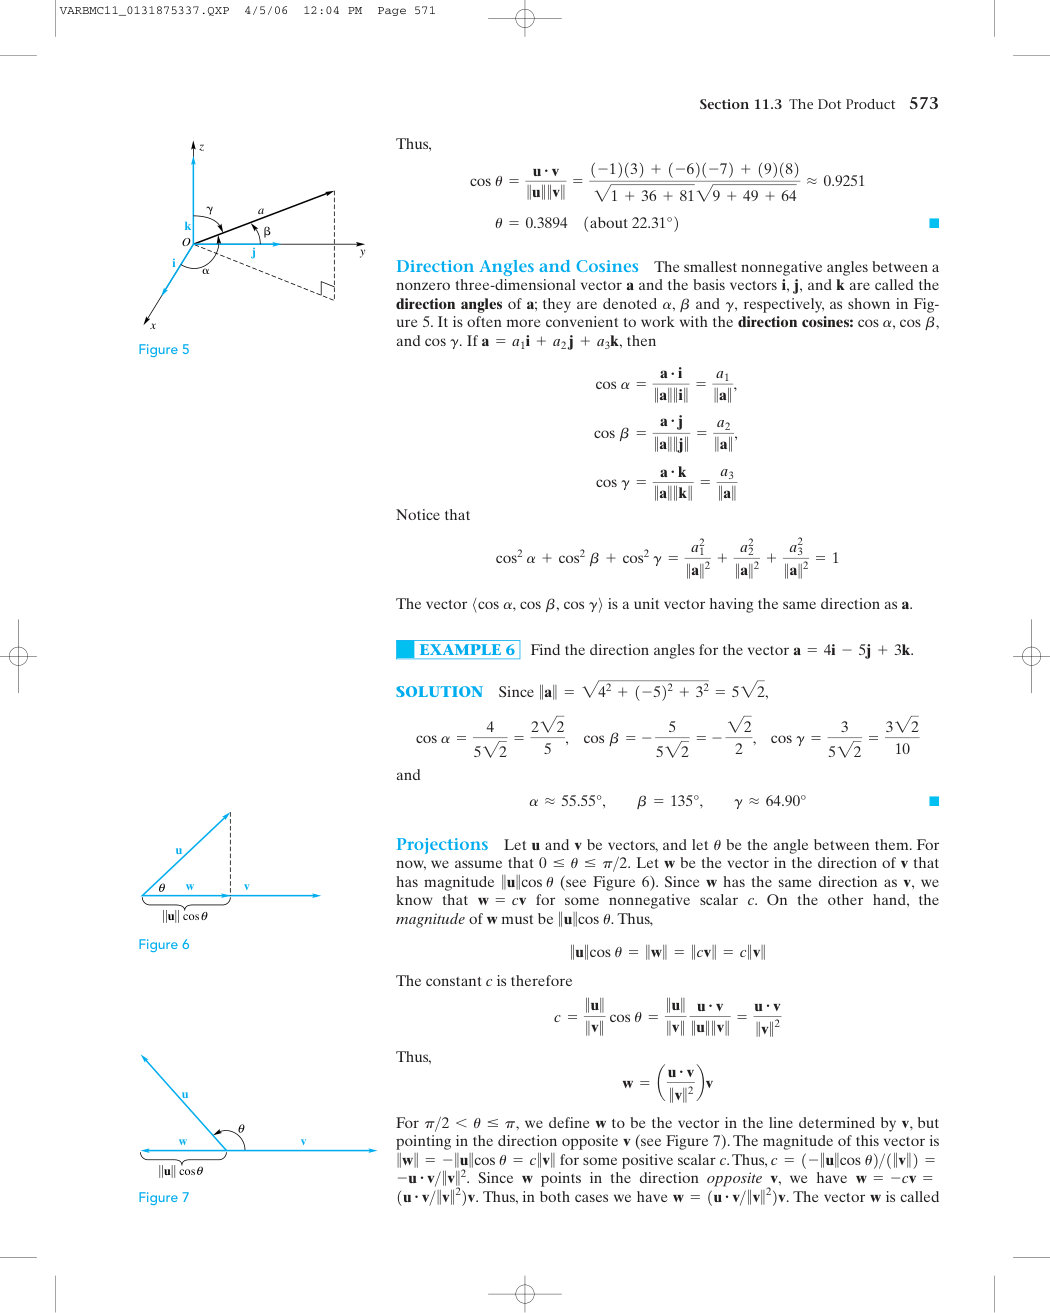 VARBMC11_0131875337.QXP 4/5/06 12:04 PM Page 571
Section 11.3 The Dot Product 573
z
γ
a
k
β
O
j
y
i
α
x
Figure 5
Thus,
cos θ = u · v / ‖u‖‖v‖ = (−1)(3) + (−6)(−7) + (9)(8) / √(1 + 36 + 81) √(9 + 49 + 64) ≈ 0.9251
θ = 0.3894 (about 22.31°)
Direction Angles and Cosines The smallest nonnegative angles between a
nonzero three-dimensional vector a and the basis vectors i, j, and k are called the
direction angles of a; they are denoted α, β and γ, respectively, as shown in Fig-
ure 5. It is often more convenient to work with the direction cosines: cos α, cos β,
and cos γ. If a = a₁i + a₂j + a₃k, then
cos α = a · i / ‖a‖‖i‖ = a₁ / ‖a‖,
cos β = a · j / ‖a‖‖j‖ = a₂ / ‖a‖,
cos γ = a · k / ‖a‖‖k‖ = a₃ / ‖a‖
Notice that
cos² α + cos² β + cos² γ = a₁² / ‖a‖² + a₂² / ‖a‖² + a₃² / ‖a‖² = 1
The vector ⟨cos α, cos β, cos γ⟩ is a unit vector having the same direction as a.
EXAMPLE 6 Find the direction angles for the vector a = 4i − 5j + 3k.
SOLUTION Since ‖a‖ = √(4² + (−5)² + 3²) = 5√2,
cos α = 4 / 5√2 = 2√2 / 5, cos β = −5 / 5√2 = −√2 / 2, cos γ = 3 / 5√2 = 3√2 / 10
and
α ≈ 55.55°, β = 135°, γ ≈ 64.90°
u
θ
w
v
‖u‖ cos θ
Figure 6
Projections Let u and v be vectors, and let θ be the angle between them. For
now, we assume that 0 ≤ θ ≤ π/2. Let w be the vector in the direction of v that
has magnitude ‖u‖cos θ (see Figure 6). Since w has the same direction as v, we
know that w = cv for some nonnegative scalar c. On the other hand, the
magnitude of w must be ‖u‖cos θ. Thus,
‖u‖cos θ = ‖w‖ = ‖cv‖ = c‖v‖
The constant c is therefore
c = ‖u‖ / ‖v‖ cos θ = ‖u‖ / ‖v‖ u · v / ‖u‖‖v‖ = u · v / ‖v‖²
Thus,
w = (u · v / ‖v‖²)v
u
θ
w
v
‖u‖ cos θ
Figure 7
For π/2 < θ ≤ π, we define w to be the vector in the line determined by v, but
pointing in the direction opposite v (see Figure 7). The magnitude of this vector is
‖w‖ = −‖u‖cos θ = c‖v‖ for some positive scalar c. Thus, c = (−‖u‖cos θ)/(‖v‖) =
−u · v/‖v‖². Since w points in the direction opposite v, we have w = −cv =
(u · v/‖v‖²)v. Thus, in both cases we have w = (u · v/‖v‖²)v. The vector w is called